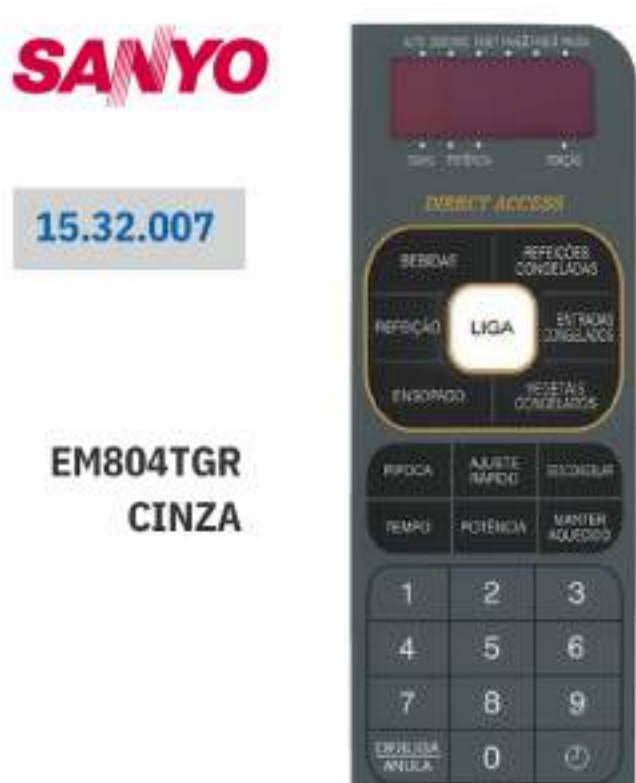 SANYO
15.32.007
EM804TGR
CINZA
DIRECT ACCESS
BEBIDAS
REFEIÇÕES
CONGELADAS
REFEIÇÃO
LIGA
ENTRADAS
CONGELADOS
ENSOPADO
VEGETAIS
CONGELADOS
PIPOCA
AJUSTE
RÁPIDO
DESCONGELAR
TEMPO
POTÊNCIA
MANTER
AQUECIDO
1 2 3
4 5 6
7 8 9
DESLIGA
ANULA
0